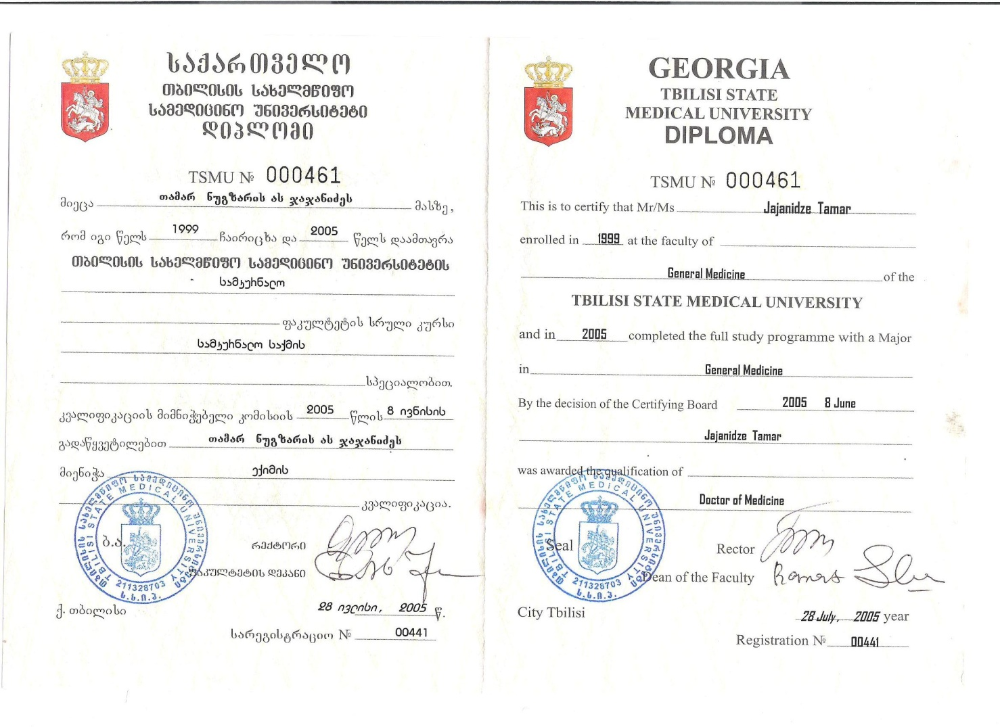 საქართველო
თბილისის სახელმწიფო
სამედიცინო უნივერსიტეტი
დიპლომი
TSMU № 000461
მიეცა თამარ ნუგზარის ას ჯაჯანიძეს მასზე,
რომ იგი წელს 1999 ჩაირიცხა და 2005 წელს დაამთავრა
თბილისის სახელმწიფო სამედიცინო უნივერსიტეტის
სამკურნალო
ფაკულტეტის სრული კურსი
სამკურნალო საქმის
სპეციალობით.
კვალიფიკაციის მიმნიჭებელი კომისიის 2005 წლის 8 ივნისის
გადაწყვეტილებით თამარ ნუგზარის ას ჯაჯანიძეს
მიენიჭა ექიმის
კვალიფიკაცია.
ბ.ა. რექტორი
ფაკულტეტის დეკანი
თბილისის სახელმწიფო სამედიცინო უნივერსიტეტი
TBILISI STATE MEDICAL UNIVERSITY
211328703
ს.ს.ი.პ.
ქ. თბილისი 28 ივლისი, 2005 წ.
სარეგისტრაციო № 00441
GEORGIA
TBILISI STATE
MEDICAL UNIVERSITY
DIPLOMA
TSMU № 000461
This is to certify that Mr/Ms Jajanidze Tamar
enrolled in 1999 at the faculty of
General Medicine of the
TBILISI STATE MEDICAL UNIVERSITY
and in 2005 completed the full study programme with a Major
in General Medicine
By the decision of the Certifying Board 2005 8 June
Jajanidze Tamar
was awarded the qualification of
Doctor of Medicine
Seal Rector
Dean of the Faculty
თბილისის სახელმწიფო სამედიცინო უნივერსიტეტი
TBILISI STATE MEDICAL UNIVERSITY
211328703
ს.ს.ი.პ.
City Tbilisi 28 July, 2005 year
Registration № 00441